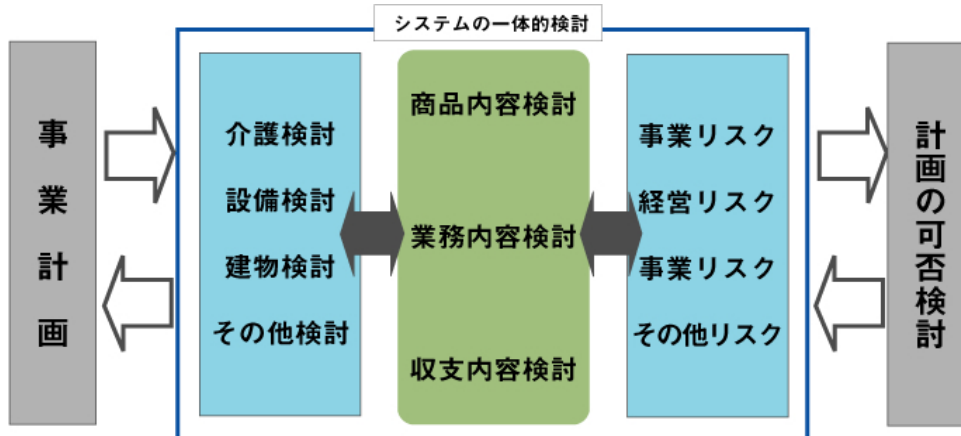 システムの一体的検討
事業計画
介護検討
設備検討
建物検討
その他検討
商品内容検討
業務内容検討
収支内容検討
事業リスク
経営リスク
事業リスク
その他リスク
計画の可否検討